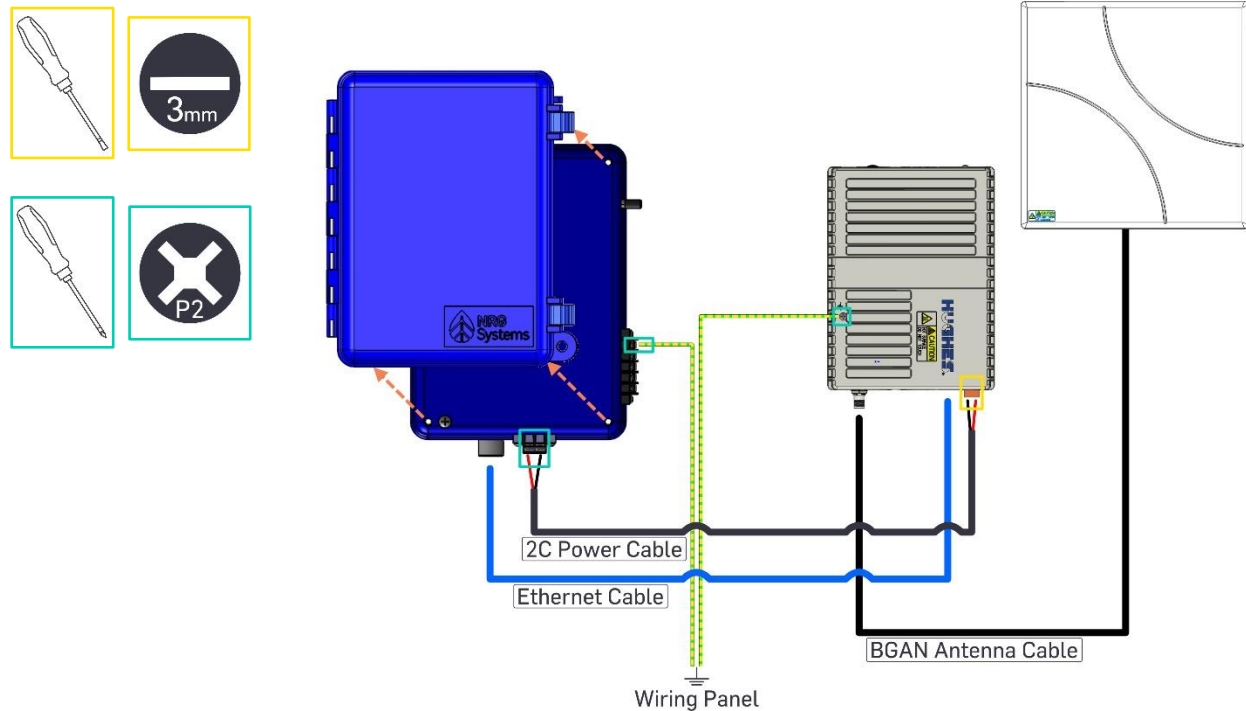 3mm
P2
NRG
Systems
HUGHES
CAUTION
2C Power Cable
Ethernet Cable
BGAN Antenna Cable
Wiring Panel